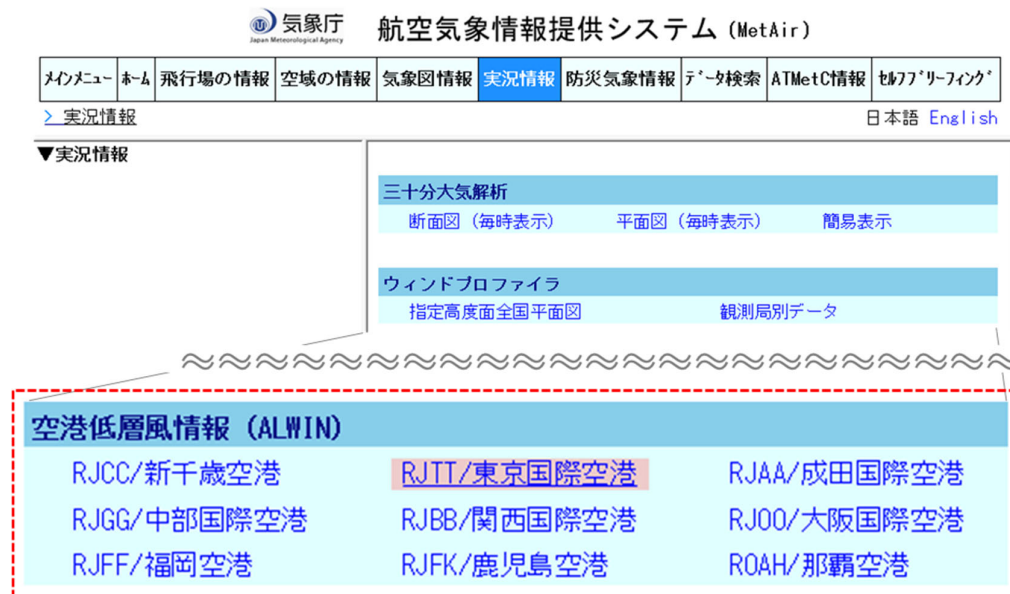 気象庁
Japan Meteorological Agency
航空気象情報提供システム (MetAir)
メインメニュー ホーム 飛行場の情報 空域の情報 気象図情報 実況情報 防災気象情報 データ検索 ATMetC情報 セルフブリーフィング
> 実況情報
日本語 English
▼実況情報
三十分大気解析
断面図（毎時表示） 平面図（毎時表示） 簡易表示
ウィンドプロファイラ
指定高度面全国平面図 観測局別データ
空港低層風情報 (ALWIN)
RJCC/新千歳空港 RJTT/東京国際空港 RJAA/成田国際空港
RJGG/中部国際空港 RJBB/関西国際空港 RJOO/大阪国際空港
RJFF/福岡空港 RJFK/鹿児島空港 ROAH/那覇空港